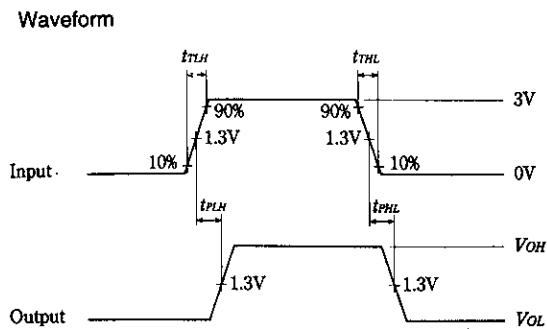 Waveform
tTLH
tTHL
90%
90%
3V
1.3V
1.3V
10%
10%
Input
0V
tPLH
tPHL
VOH
1.3V
1.3V
Output
VOL